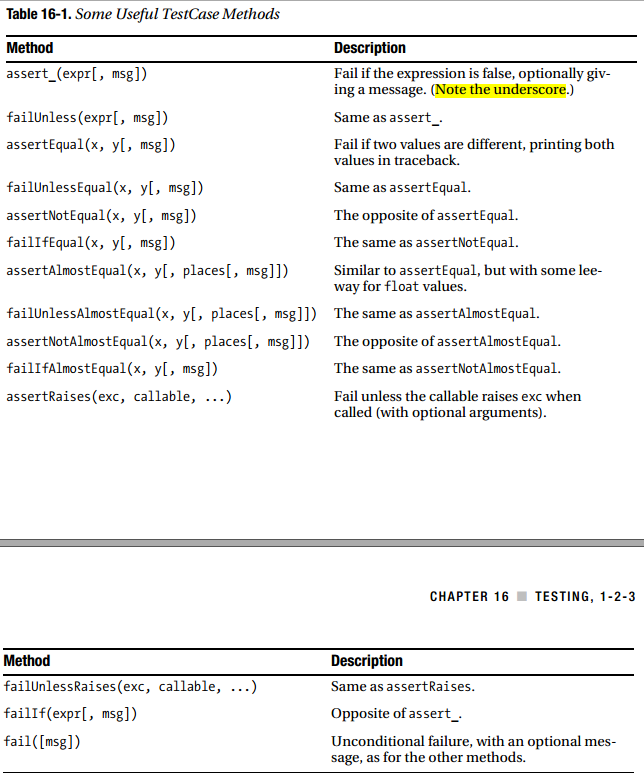 Table 16-1. Some Useful TestCase Methods
Method Description
assert_(expr[, msg]) Fail if the expression is false, optionally giv-
ing a message. (Note the underscore.)
failUnless(expr[, msg]) Same as assert_.
assertEqual(x, y[, msg]) Fail if two values are different, printing both
values in traceback.
failUnlessEqual(x, y[, msg]) Same as assertEqual.
assertNotEqual(x, y[, msg]) The opposite of assertEqual.
failIfEqual(x, y[, msg]) The same as assertNotEqual.
assertAlmostEqual(x, y[, places[, msg]]) Similar to assertEqual, but with some lee-
way for float values.
failUnlessAlmostEqual(x, y[, places[, msg]]) The same as assertAlmostEqual.
assertNotAlmostEqual(x, y[, places[, msg]]) The opposite of assertAlmostEqual.
failIfAlmostEqual(x, y[, msg]) The same as assertNotAlmostEqual.
assertRaises(exc, callable, ...) Fail unless the callable raises exc when
called (with optional arguments).
CHAPTER 16 ■ TESTING, 1-2-3
Method Description
failUnlessRaises(exc, callable, ...) Same as assertRaises.
failIf(expr[, msg]) Opposite of assert_.
fail([msg]) Unconditional failure, with an optional mes-
sage, as for the other methods.